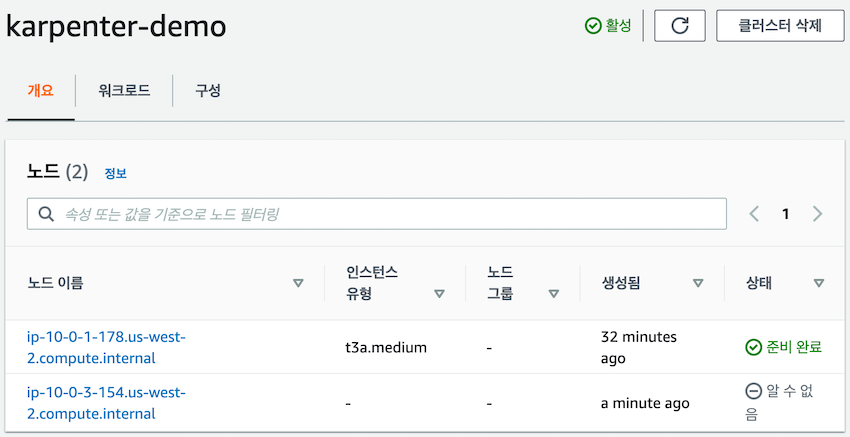 karpenter-demo
활성
클러스터 삭제
개요
워크로드
구성
노드 (2) 정보
속성 또는 값을 기준으로 노드 필터링
1
노드 이름
인스턴스
유형
노드
그룹
생성됨
상태
ip-10-0-1-178.us-west-
2.compute.internal
t3a.medium
-
32 minutes
ago
준비 완료
ip-10-0-3-154.us-west-
2.compute.internal
-
-
a minute ago
알 수 없
음